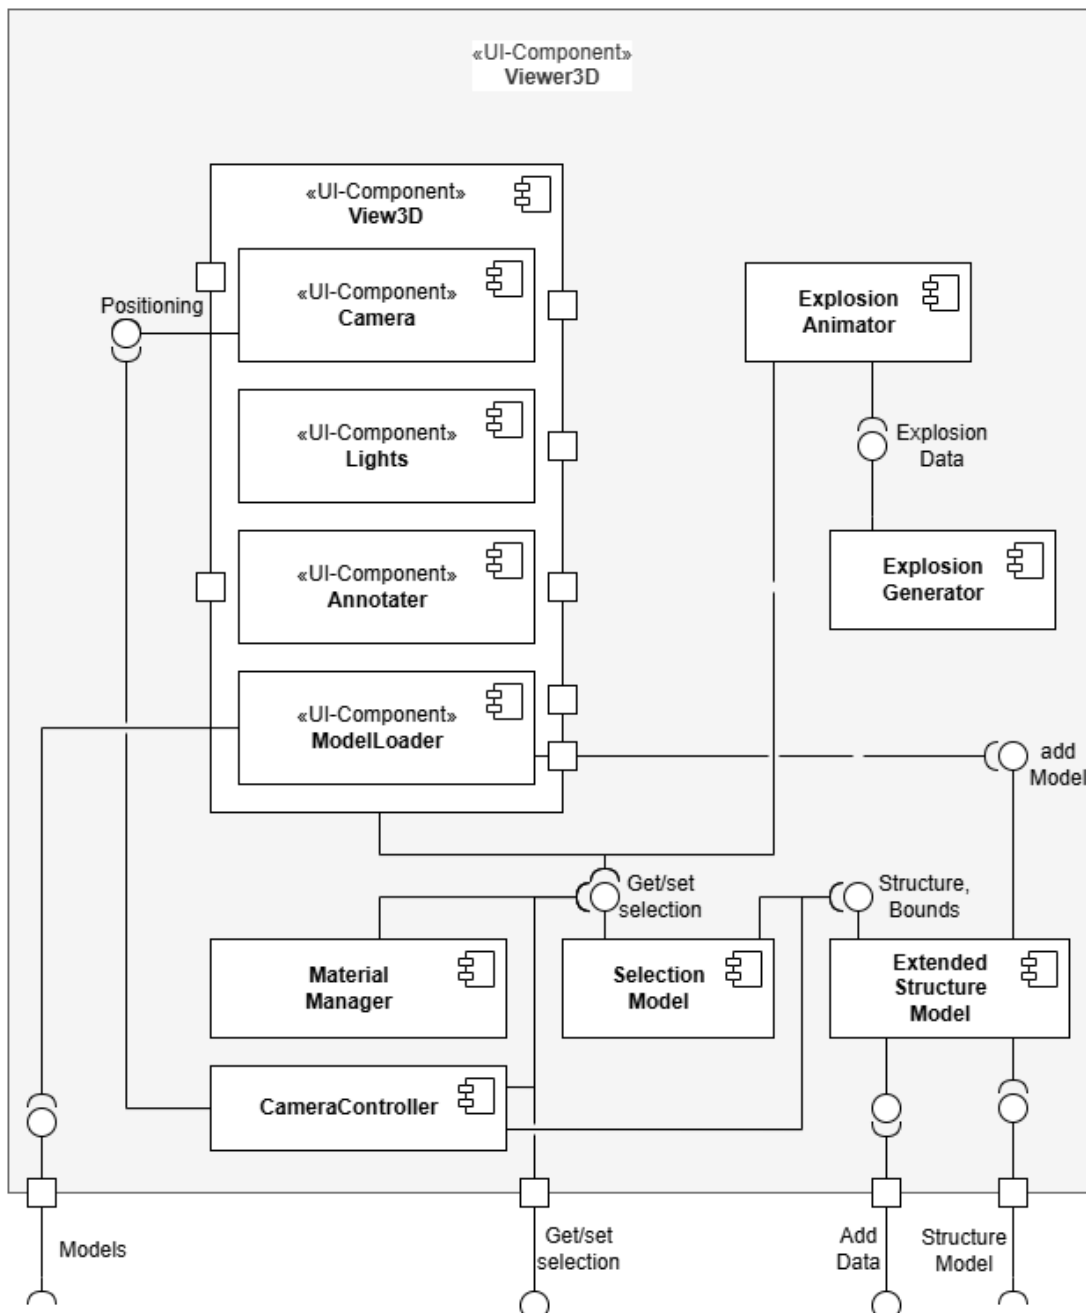 «UI-Component»
Viewer3D
«UI-Component»
View3D
«UI-Component»
Camera
Positioning
Explosion
Animator
«UI-Component»
Lights
Explosion
Data
«UI-Component»
Annotater
Explosion
Generator
«UI-Component»
ModelLoader
add
Model
Get/set
selection
Structure,
Bounds
Material
Manager
Selection
Model
Extended
Structure
Model
CameraController
Models
Get/set
selection
Add
Data
Structure
Model